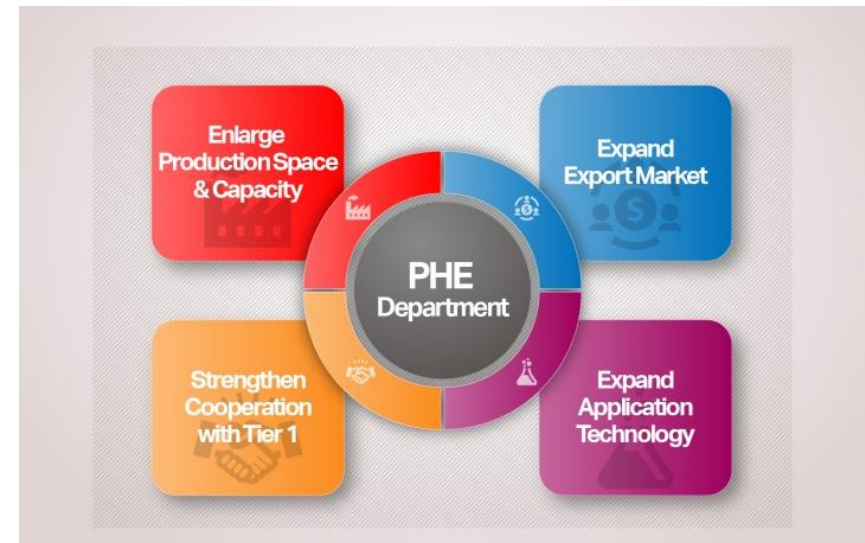 Enlarge
Production Space
& Capacity
Expand
Export Market
PHE
Department
Strengthen
Cooperation
with Tier 1
Expand
Application
Technology